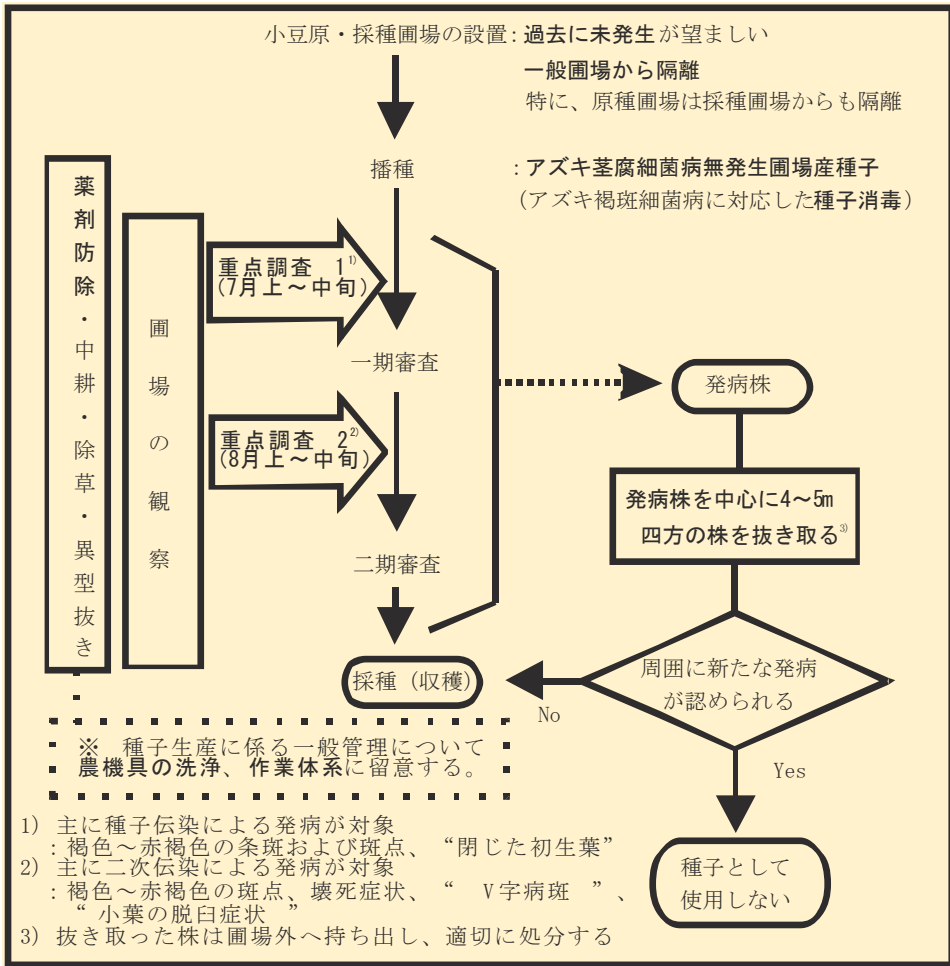 小豆原・採種圃場の設置：過去に未発生が望ましい
一般圃場から隔離
特に、原種圃場は採種圃場からも隔離
播種
：アズキ茎腐細菌病無発生圃場産種子
（アズキ褐斑細菌病に対応した種子消毒）
薬剤防除・中耕・除草・異型抜き
圃場の観察
重点調査 1 1)
(7月上～中旬)
一期審査
重点調査 2 2)
(8月上～中旬)
二期審査
採種（収穫）
発病株
発病株を中心に4～5m
四方の株を抜き取る3)
周囲に新たな発病
が認められる
No
Yes
種子として
使用しない
※ 種子生産に係る一般管理について
農機具の洗浄、作業体系に留意する。
1) 主に種子伝染による発病が対象
：褐色～赤褐色の条斑および斑点、“閉じた初生葉”
2) 主に二次伝染による発病が対象
：褐色～赤褐色の斑点、壊死症状、“ V字病斑 ”、
“ 小葉の脱臼症状 ”
3) 抜き取った株は圃場外へ持ち出し、適切に処分する